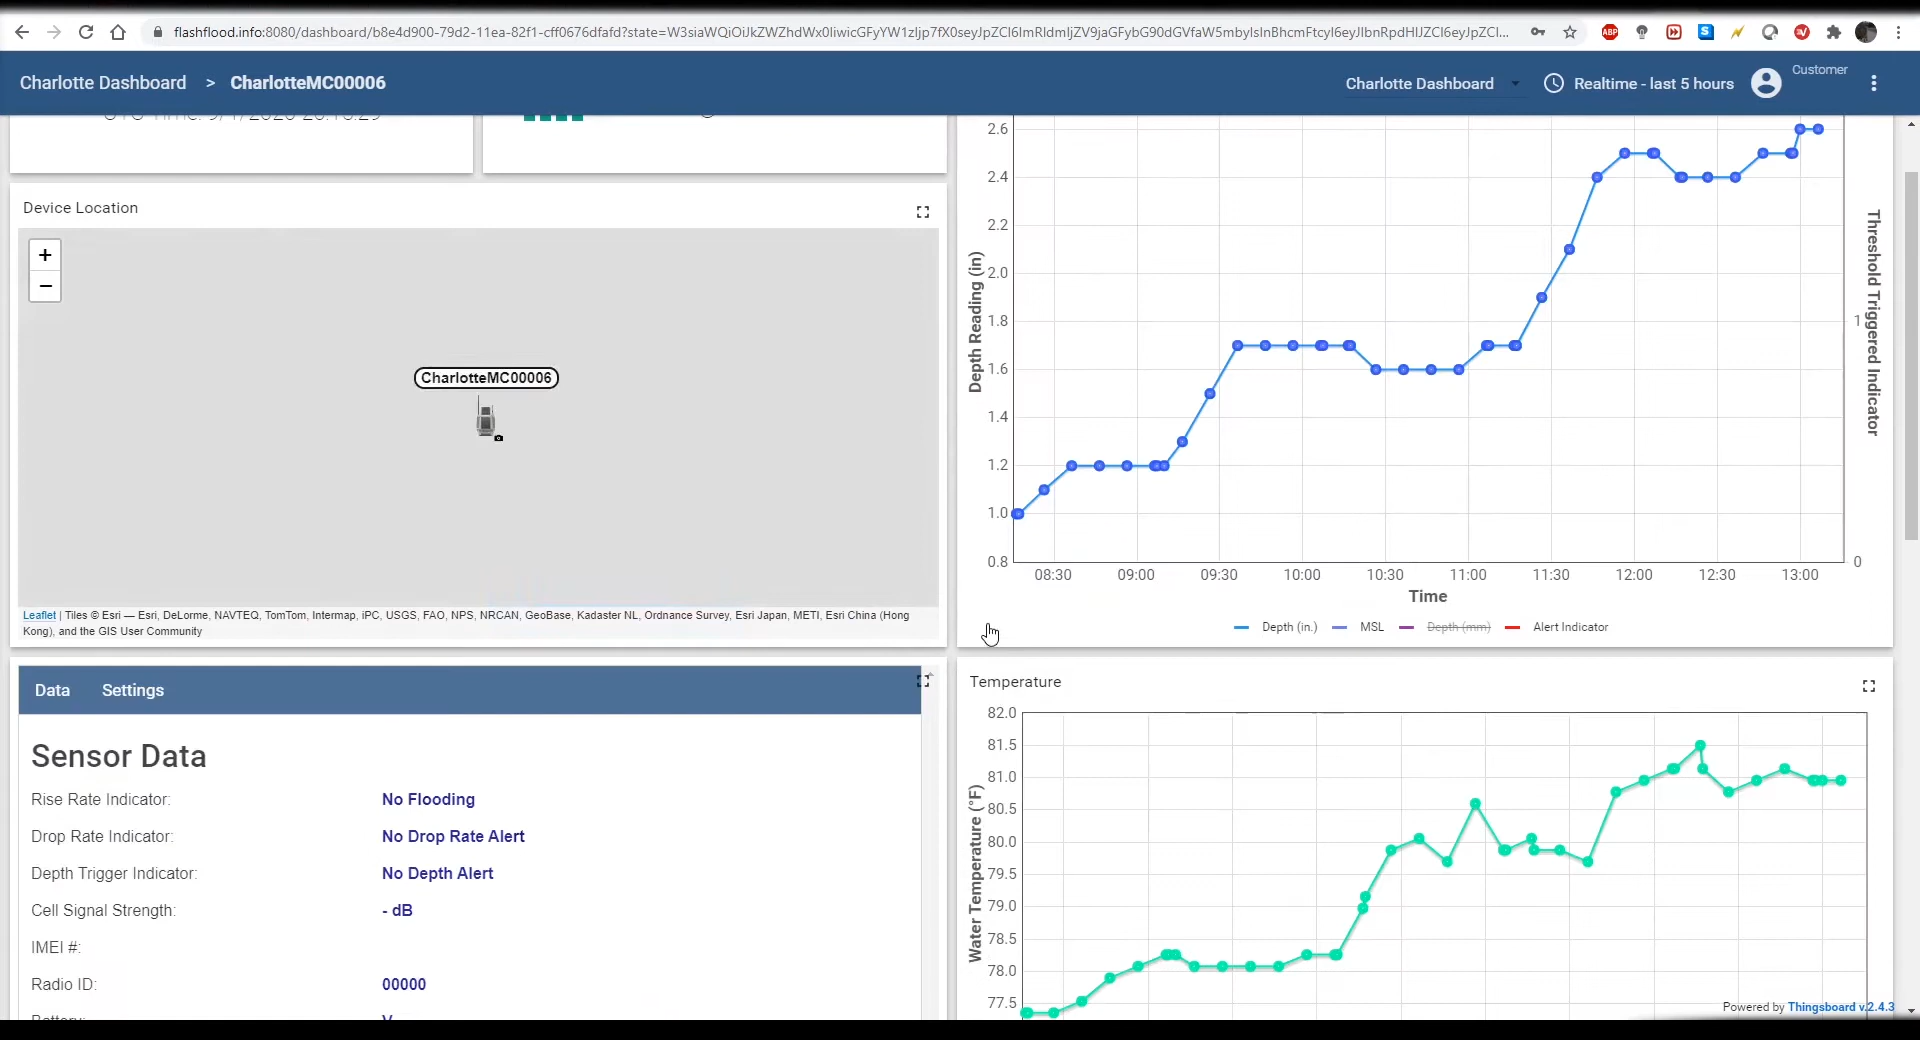 flashflood.info:8080/dashboard/b8e4d900-79d2-11ea-82f1-cff0676dfafd?state=
Charlotte Dashboard > CharlotteMC00006
Charlotte Dashboard
Realtime - last 5 hours
Customer
Device Location
+
−
CharlotteMC00006
Leaflet | Tiles © Esri — Esri, DeLorme, NAVTEQ, TomTom, Intermap, iPC, USGS, FAO, NPS, NRCAN, GeoBase, Kadaster NL, Ordnance Survey, Esri Japan, METI, Esri China (Hong
Kong), and the GIS User Community
2.6
2.4
2.2
2.0
1.8
1.6
1.4
1.2
1.0
0.8
Depth Reading (in)
1
0
Threshold Triggered Indicator
08:30 09:00 09:30 10:00 10:30 11:00 11:30 12:00 12:30 13:00
Time
Depth (in.) MSL Depth (mm) Alert Indicator
Data Settings
Sensor Data
Rise Rate Indicator: No Flooding
Drop Rate Indicator: No Drop Rate Alert
Depth Trigger Indicator: No Depth Alert
Cell Signal Strength: - dB
IMEI #:
Radio ID: 00000
Temperature
82.0
81.5
81.0
80.5
80.0
79.5
79.0
78.5
78.0
77.5
Water Temperature (°F)
Powered by Thingsboard v.2.4.3